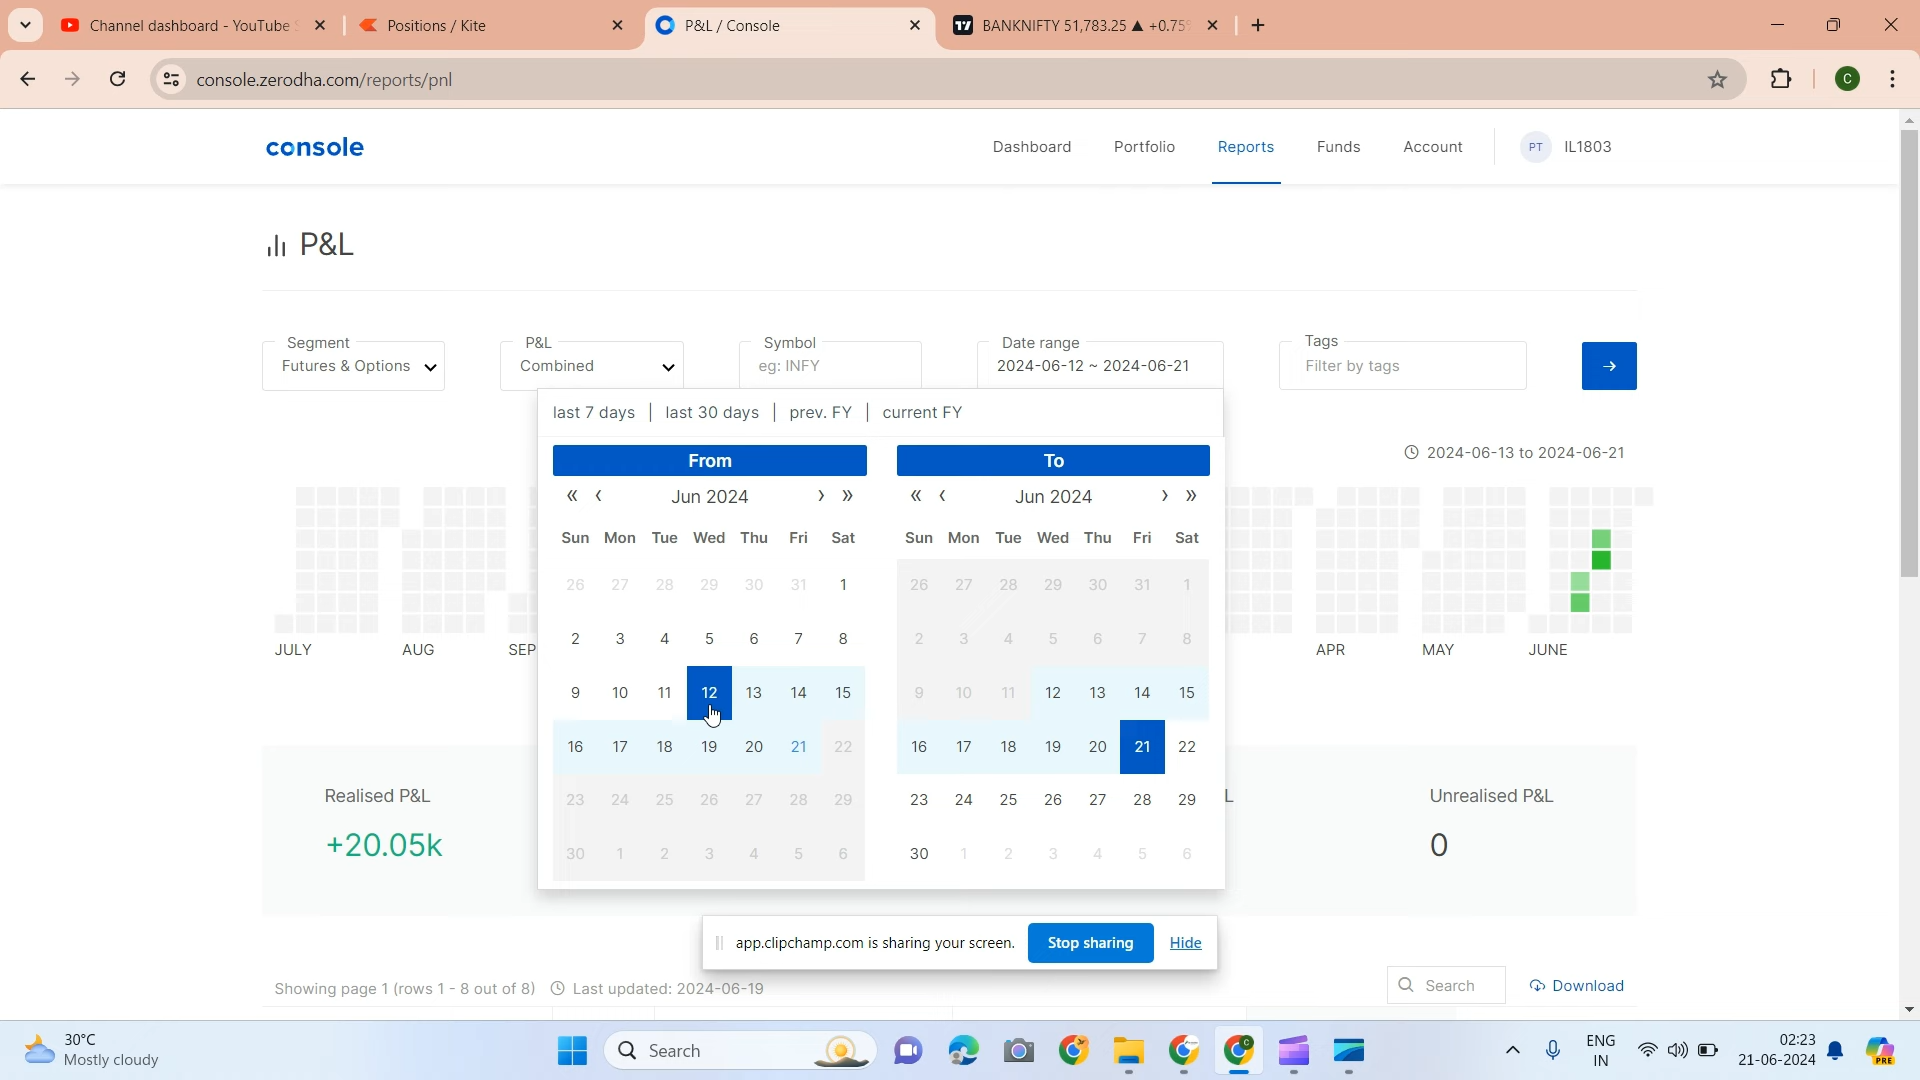 Channel dashboard - YouTube S
Positions / Kite
P&L / Console
BANKNIFTY 51,783.25 ▲ +0.75%
console.zerodha.com/reports/pnl
C
console
Dashboard
Portfolio
Reports
Funds
Account
PT
IL1803
P&L
Segment
Futures & Options
P&L
Combined
Symbol
eg: INFY
Date range
2024-06-12 ~ 2024-06-21
Tags
Filter by tags
last 7 days | last 30 days | prev. FY | current FY
2024-06-13 to 2024-06-21
From
To
« ‹ Jun 2024 › »
« ‹ Jun 2024 › »
Sun Mon Tue Wed Thu Fri Sat
26 27 28 29 30 31 1
2 3 4 5 6 7 8
9 10 11 12 13 14 15
16 17 18 19 20 21 22
23 24 25 26 27 28 29
30 1 2 3 4 5 6
Sun Mon Tue Wed Thu Fri Sat
26 27 28 29 30 31 1
2 3 4 5 6 7 8
9 10 11 12 13 14 15
16 17 18 19 20 21 22
23 24 25 26 27 28 29
30 1 2 3 4 5 6
JULY
AUG
SEP
APR
MAY
JUNE
Realised P&L
+20.05k
L
Unrealised P&L
0
app.clipchamp.com is sharing your screen.
Stop sharing
Hide
Showing page 1 (rows 1 - 8 out of 8)
Last updated: 2024-06-19
Search
Download
30°C
Mostly cloudy
Search
ENG
IN
02:23
21-06-2024
PRE